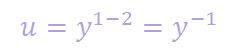 u = y^{1-2} = y^{-1}